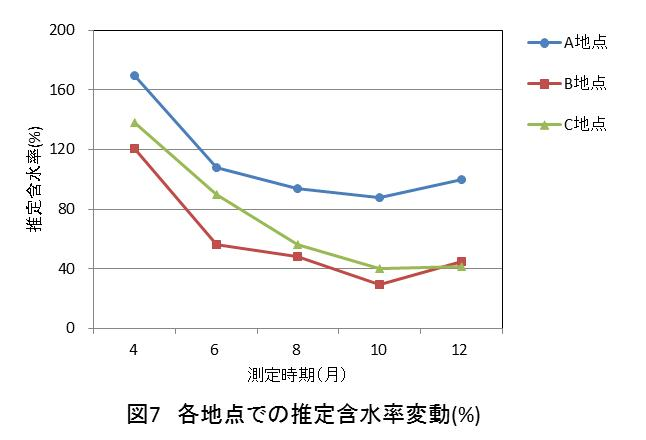 200
160
120
80
40
0
推定含水率(%)
4 6 8 10 12
測定時期(月)
A地点
B地点
C地点
図7 各地点での推定含水率変動(%)